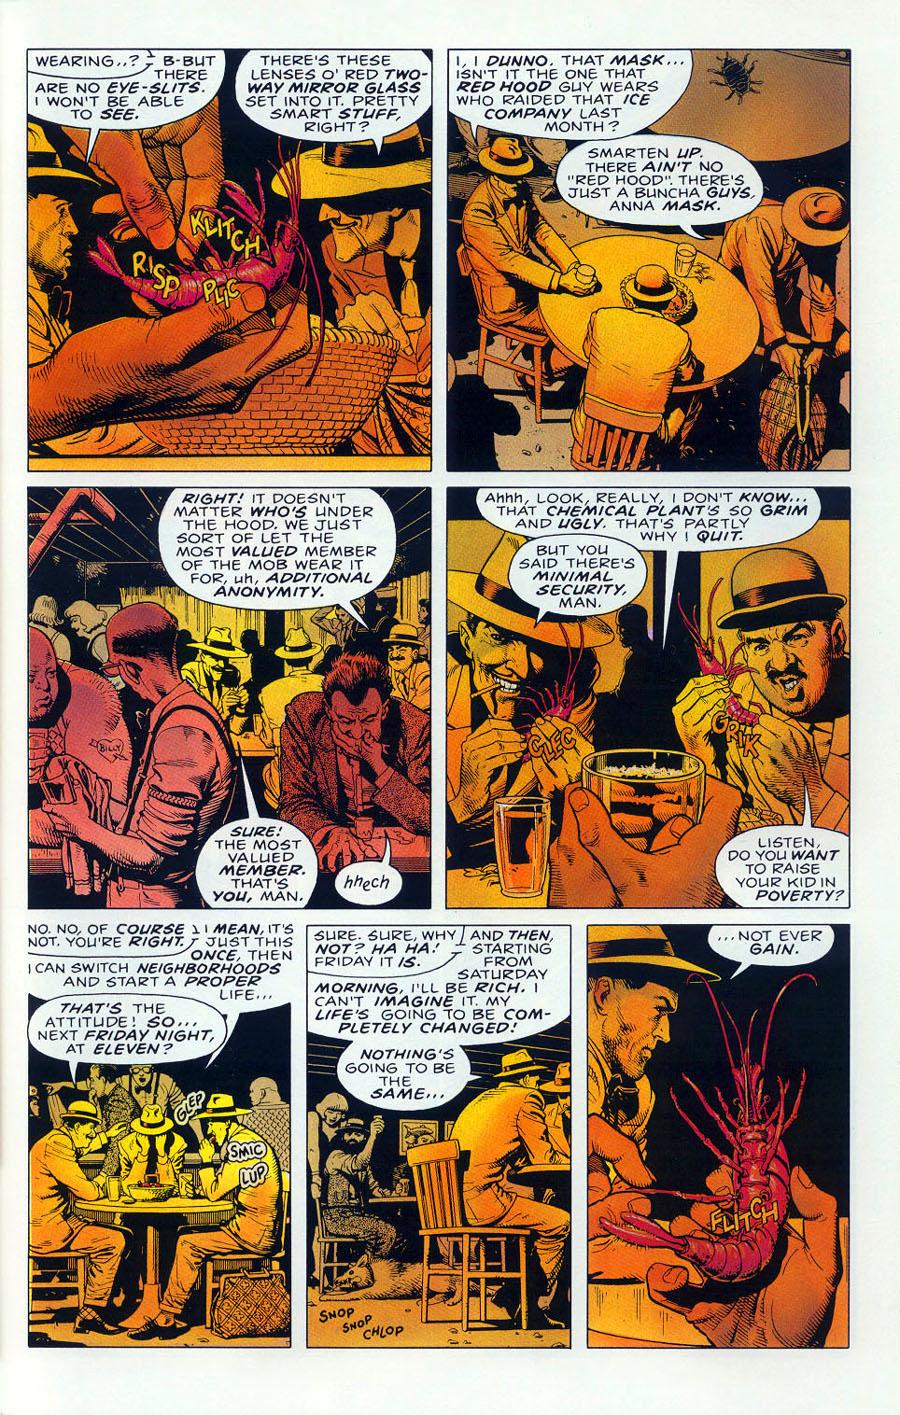 WEARING..?
B-BUT
THERE
ARE NO EYE-SLITS.
I WON'T BE ABLE
TO SEE.
THERE'S THESE
LENSES O' RED TWO-
WAY MIRROR GLASS
SET INTO IT. PRETTY
SMART STUFF,
RIGHT?
KLITCH
RISP
PLIC
I, I DUNNO. THAT MASK...
ISN'T IT THE ONE THAT
RED HOOD GUY WEARS
WHO RAIDED THAT ICE
COMPANY LAST
MONTH?
SMARTEN UP.
THERE AIN'T NO
"RED HOOD". THERE'S
JUST A BUNCHA GUYS,
ANNA MASK.
RIGHT! IT DOESN'T
MATTER WHO'S UNDER
THE HOOD. WE JUST
SORT OF LET THE
MOST VALUED MEMBER
OF THE MOB WEAR IT
FOR, uh, ADDITIONAL
ANONYMITY.
BILLY
SURE!
THE MOST
VALUED
MEMBER.
THAT'S
YOU, MAN.
hhech
Ahhh, LOOK, REALLY, I DON'T KNOW...
THAT CHEMICAL PLANT'S SO GRIM
AND UGLY. THAT'S PARTLY
WHY I QUIT.
BUT YOU
SAID THERE'S
MINIMAL
SECURITY,
MAN.
GLEC
GRIK
LISTEN,
DO YOU WANT
TO RAISE
YOUR KID IN
POVERTY?
NO. NO, OF COURSE
NOT. YOU'RE RIGHT.
I MEAN, IT'S
JUST THIS
ONCE, THEN
I CAN SWITCH NEIGHBORHOODS
AND START A PROPER
LIFE...
THAT'S THE
ATTITUDE! SO...
NEXT FRIDAY NIGHT,
AT ELEVEN?
GLEP
SMIC
LUP
SURE. SURE, WHY
NOT? HA HA!
FRIDAY IT IS.
AND THEN,
STARTING
FROM
SATURDAY
MORNING, I'LL BE RICH. I
CAN'T IMAGINE IT. MY
LIFE'S GOING TO BE COM-
PLETELY CHANGED!
NOTHING'S
GOING TO BE
THE
SAME...
SNOP
SNOP
CHLOP
...NOT EVER
GAIN.
FLITCH